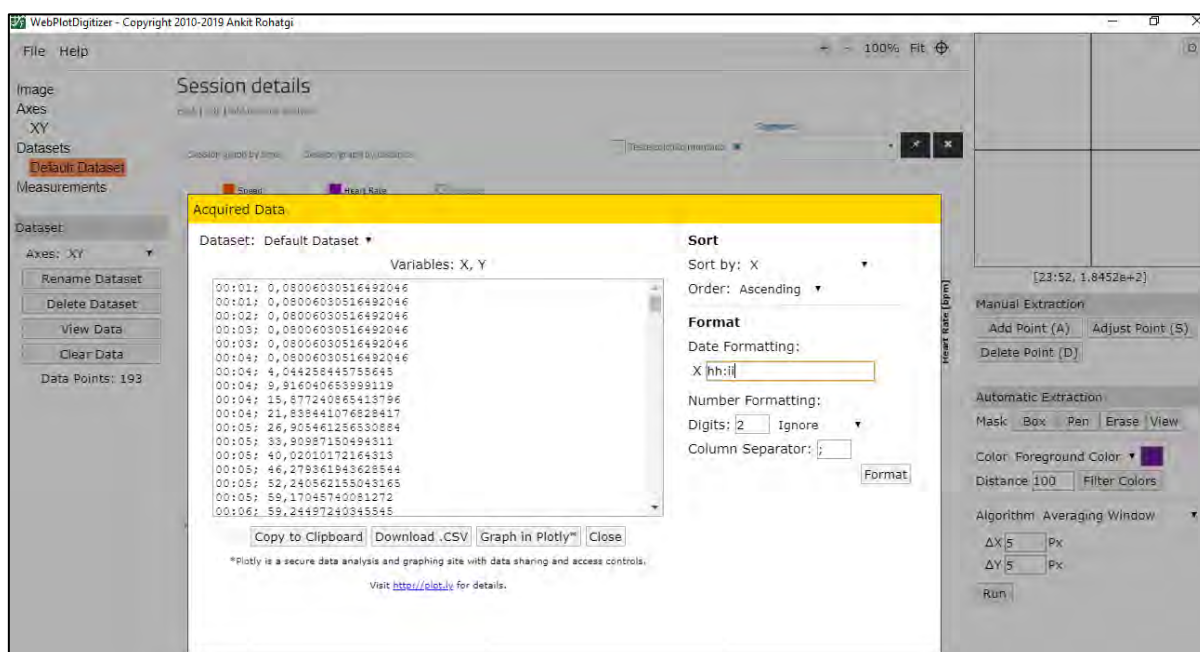 WebPlotDigitizer - Copyright 2010-2019 Ankit Rohatgi
File Help
+ - 100% Fit
Image
Axes
XY
Datasets
Default Dataset
Measurements
Dataset
Axes: XY
Rename Dataset
Delete Dataset
View Data
Clear Data
Data Points: 193
Session details
Session graph by time
Speed
Heart Rate
Acquired Data
Dataset: Default Dataset
Variables: X, Y
00:01; 0,08006030516492046
00:01; 0,08006030516492046
00:02; 0,08006030516492046
00:03; 0,08006030516492046
00:03; 0,08006030516492046
00:04; 0,08006030516492046
00:04; 4,044258445755645
00:04; 9,916040653999119
00:04; 15,877240865413796
00:04; 21,838441076828417
00:05; 26,905461256530884
00:05; 33,90987150494311
00:05; 40,02010172164313
00:05; 46,279361943628544
00:05; 52,240562155043165
00:05; 59,17045740081272
00:06; 59,24497240345545
Copy to Clipboard Download .CSV Graph in Plotly* Close
*Plotly is a secure data analysis and graphing site with data sharing and access controls.
Visit http://plot.ly for details.
Sort
Sort by: X
Order: Ascending
Format
Date Formatting:
X hh:ii
Number Formatting:
Digits: 2 Ignore
Column Separator: ;
Format
Heart Rate (bpm)
[23:52, 1.8452e+2]
Manual Extraction
Add Point (A) Adjust Point (S)
Delete Point (D)
Automatic Extraction
Mask Box Pen Erase View
Color Foreground Color
Distance 100 Filter Colors
Algorithm Averaging Window
ΔX 5 Px
ΔY 5 Px
Run